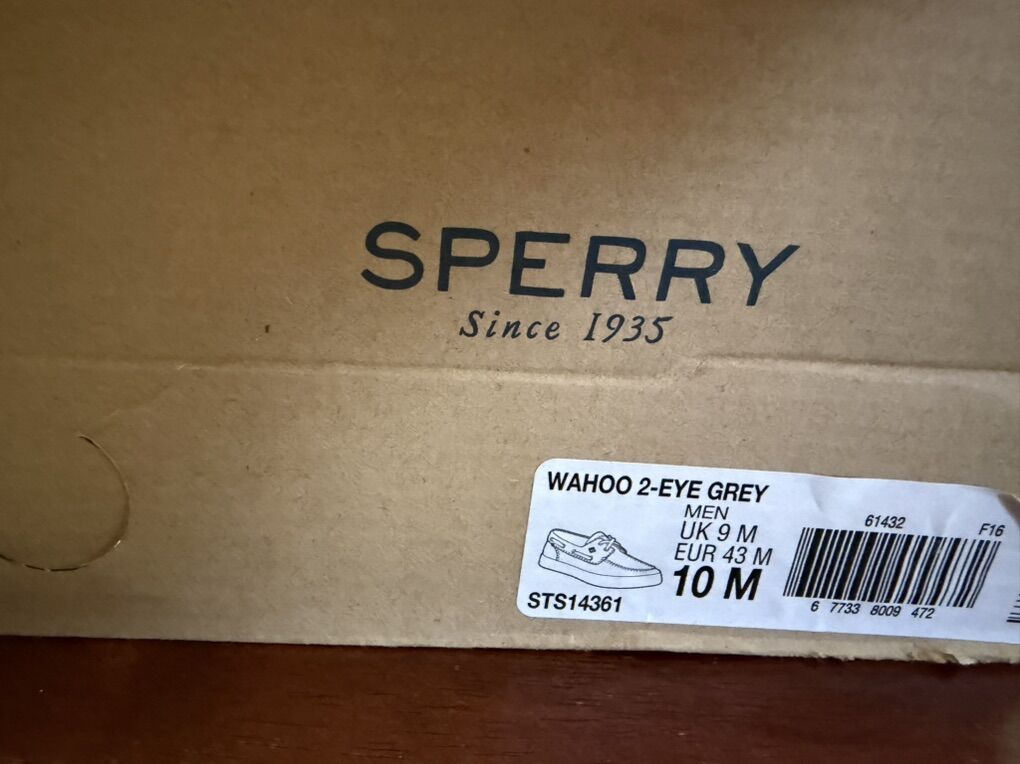 SPERRY
Since 1935
WAHOO 2-EYE GREY
MEN
UK 9 M
EUR 43 M
10 M
STS14361
61432
F16
6 77338 8009 472